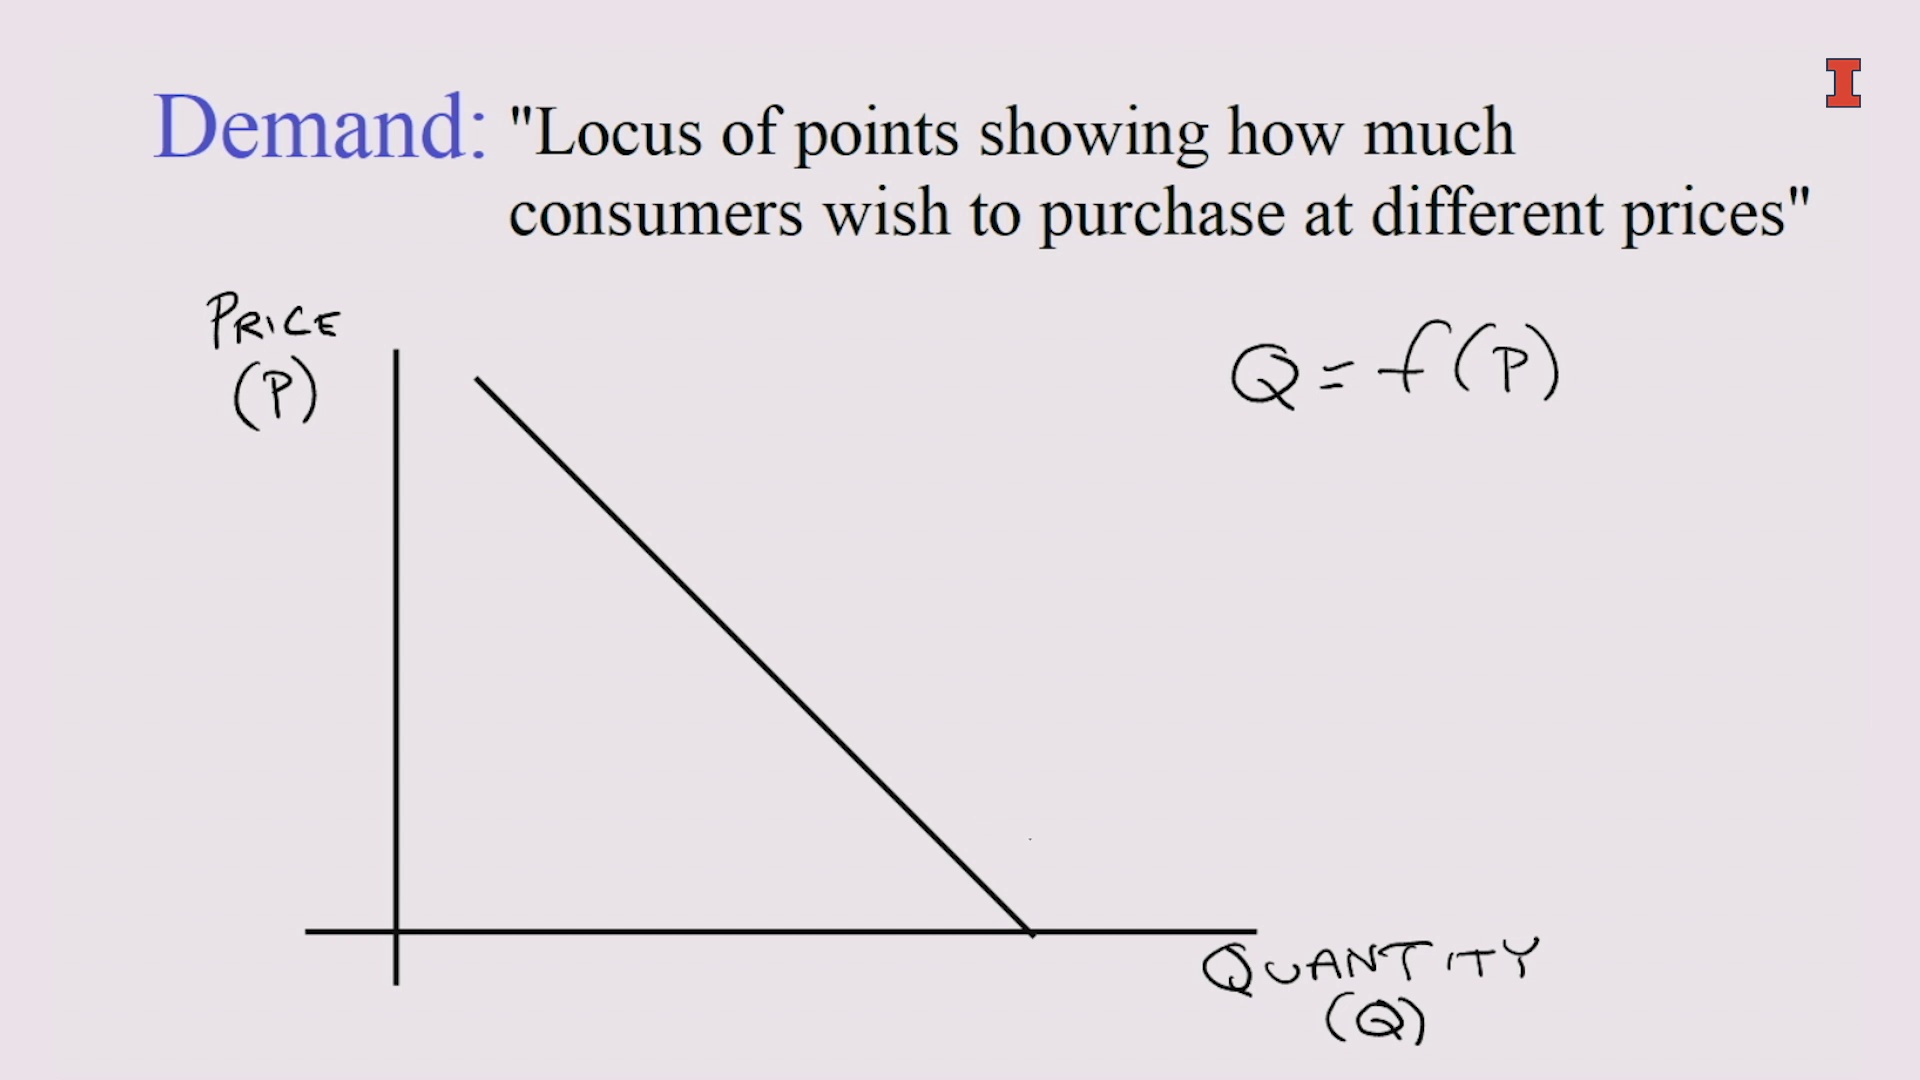 Demand: "Locus of points showing how much
consumers wish to purchase at different prices"
PRICE
(P)
Q = f(P)
QUANTITY
(Q)